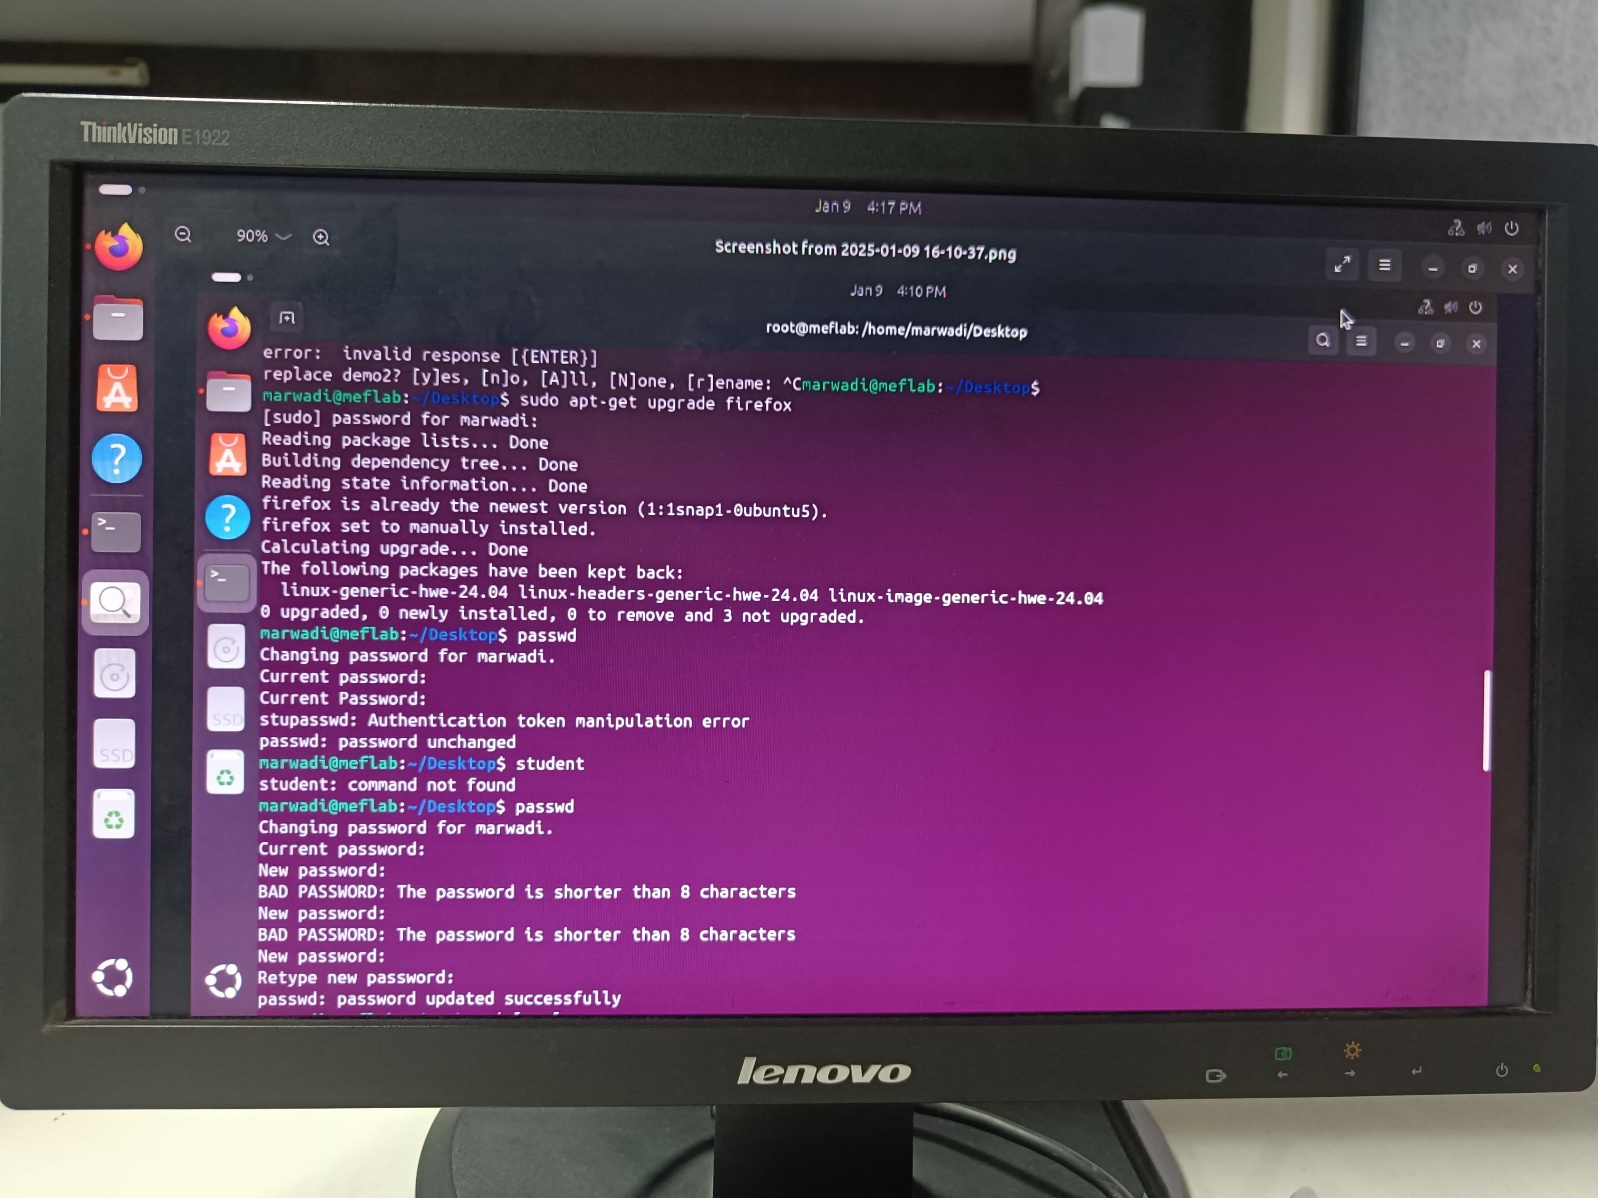 ThinkVision E1922
Jan 9 4:17 PM
90%
Screenshot from 2025-01-09 16-10-37.png
Jan 9 4:10 PM
root@meflab: /home/marwadi/Desktop
error:  invalid response [{ENTER}]
replace demo2? [y]es, [n]o, [A]ll, [N]one, [r]ename: ^Cmarwadi@meflab:~/Desktop$
marwadi@meflab:~/Desktop$ sudo apt-get upgrade firefox
[sudo] password for marwadi:
Reading package lists... Done
Building dependency tree... Done
Reading state information... Done
firefox is already the newest version (1:1snap1-0ubuntu5).
firefox set to manually installed.
Calculating upgrade... Done
The following packages have been kept back:
  linux-generic-hwe-24.04 linux-headers-generic-hwe-24.04 linux-image-generic-hwe-24.04
0 upgraded, 0 newly installed, 0 to remove and 3 not upgraded.
marwadi@meflab:~/Desktop$ passwd
Changing password for marwadi.
Current password:
Current Password:
stupasswd: Authentication token manipulation error
passwd: password unchanged
marwadi@meflab:~/Desktop$ student
student: command not found
marwadi@meflab:~/Desktop$ passwd
Changing password for marwadi.
Current password:
New password:
BAD PASSWORD: The password is shorter than 8 characters
New password:
BAD PASSWORD: The password is shorter than 8 characters
New password:
Retype new password:
passwd: password updated successfully
SSD
SSD
lenovo